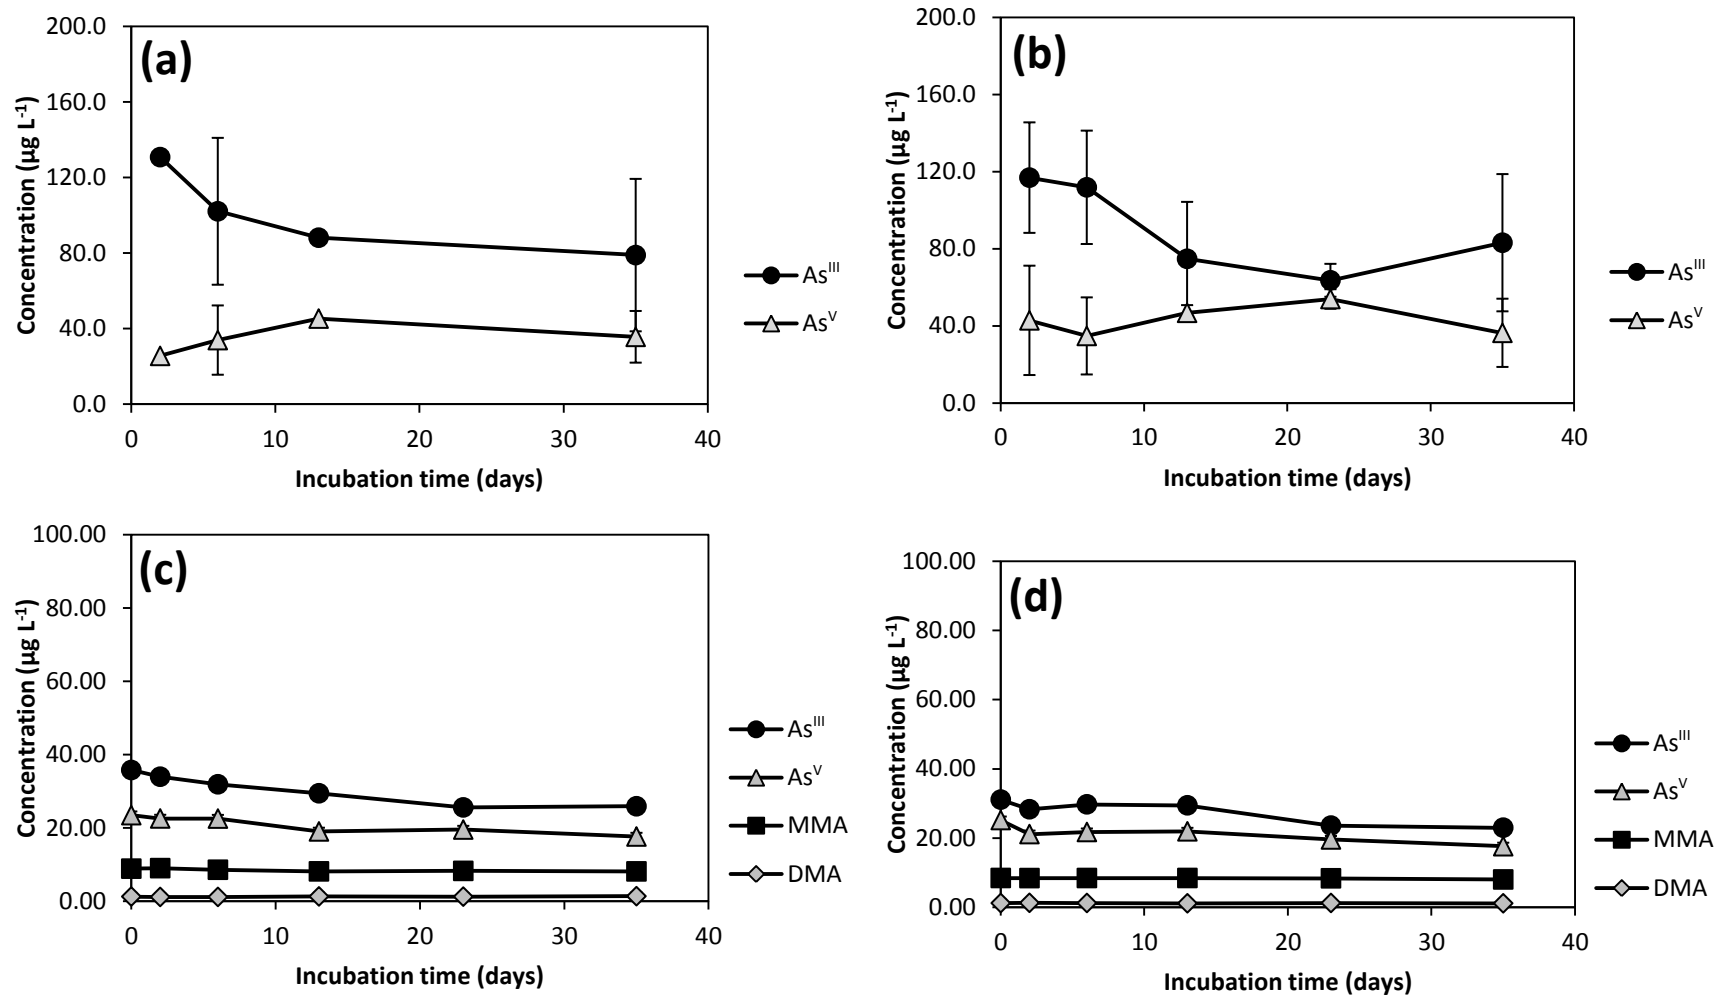 (a)
200.0
160.0
120.0
80.0
40.0
0.0
Concentration (µg L⁻¹)
0 10 20 30 40
Incubation time (days)
Asᴵᴵᴵ
Asⱽ
(b)
200.0
160.0
120.0
80.0
40.0
0.0
Concentration (µg L⁻¹)
0 10 20 30 40
Incubation time (days)
Asᴵᴵᴵ
Asⱽ
(c)
100.00
80.00
60.00
40.00
20.00
0.00
Concentration (µg L⁻¹)
0 10 20 30 40
Incubation time (days)
Asᴵᴵᴵ
Asⱽ
MMA
DMA
(d)
100.00
80.00
60.00
40.00
20.00
0.00
Concentration (µg L⁻¹)
0 10 20 30 40
Incubation time (days)
Asᴵᴵᴵ
Asⱽ
MMA
DMA